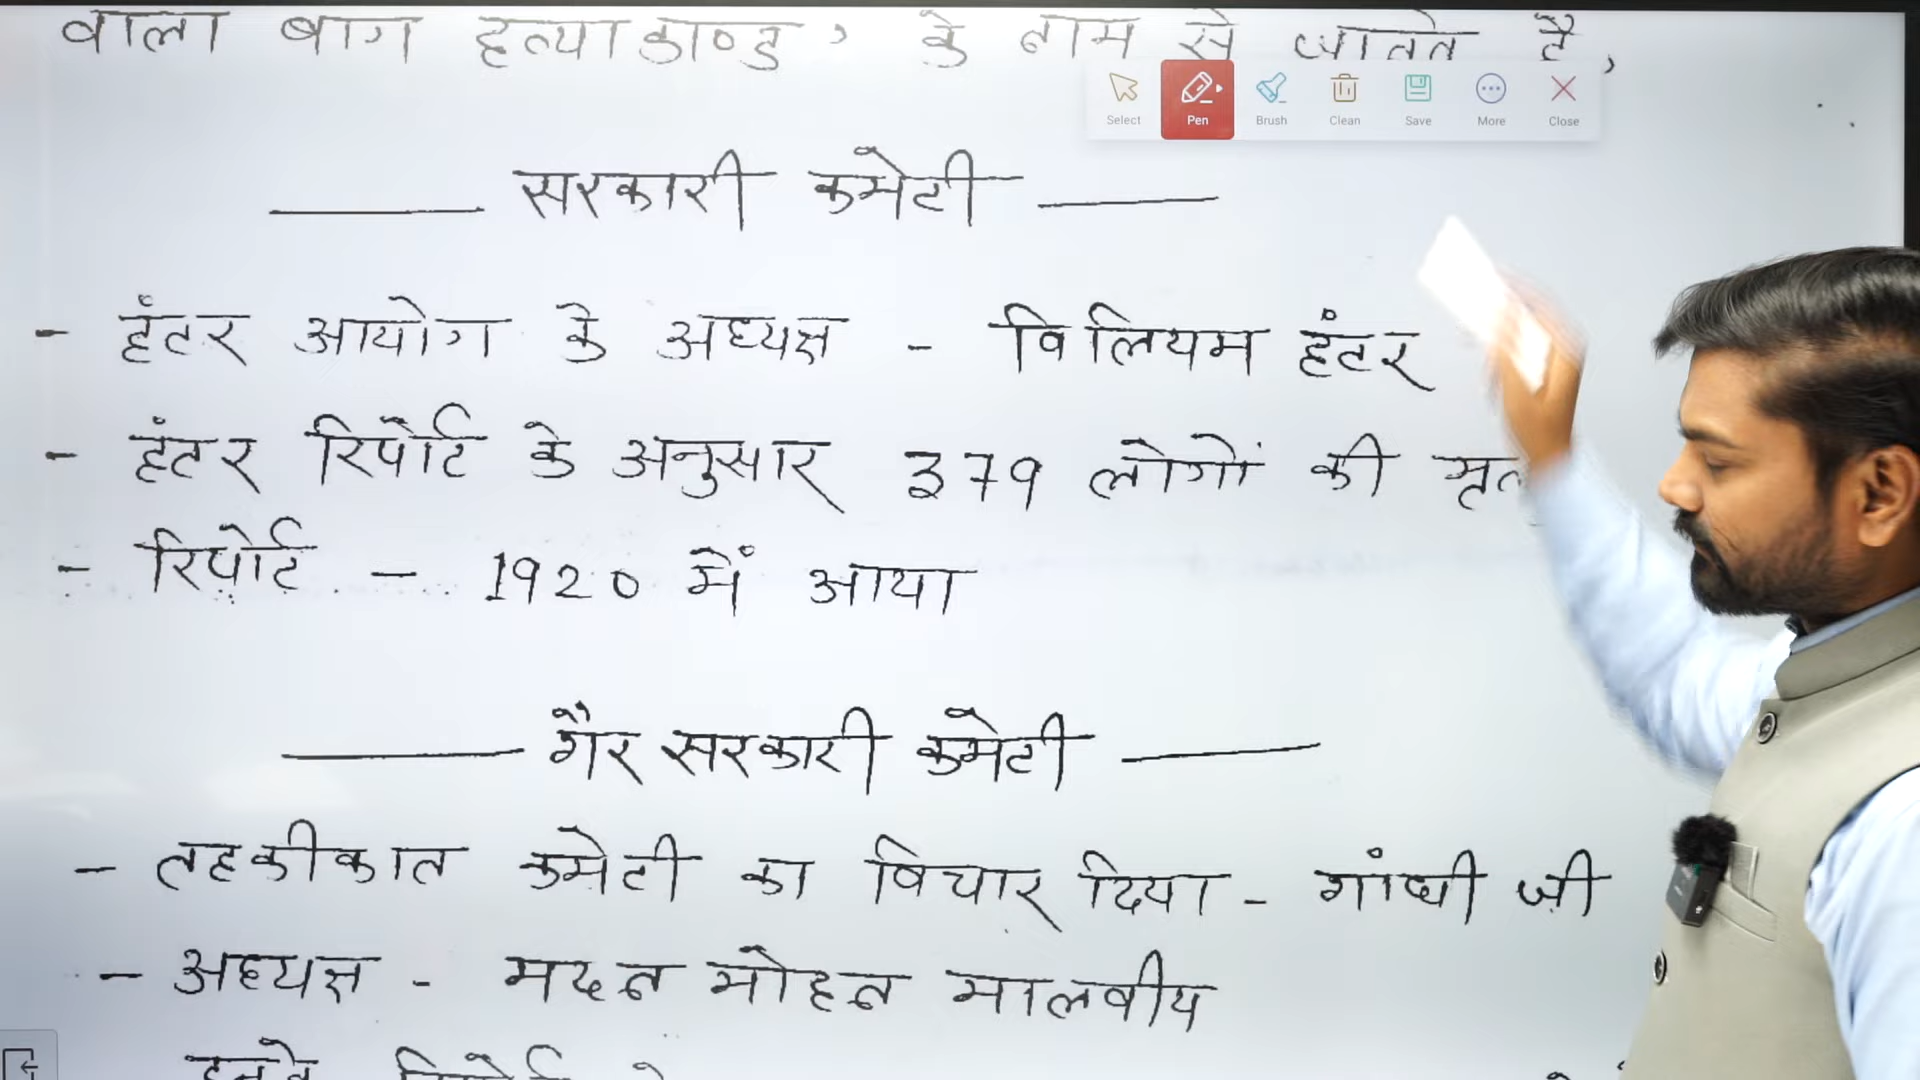 वाला बाग हत्याकाण्ड' के नाम से जानते है,
Select Pen Brush Clean Save More Close
सरकारी कमेटी
- हंटर आयोग के अध्यक्ष - विलियम हंटर
- हंटर रिपोर्ट के अनुसार 379 लोगों की
- रिपोर्ट - 1920 में आया
गैर सरकारी कमेटी
- तहकीकात कमेटी का विचार दिया - गांधी जी
- अध्यक्ष - मदन मोहन मालवीय